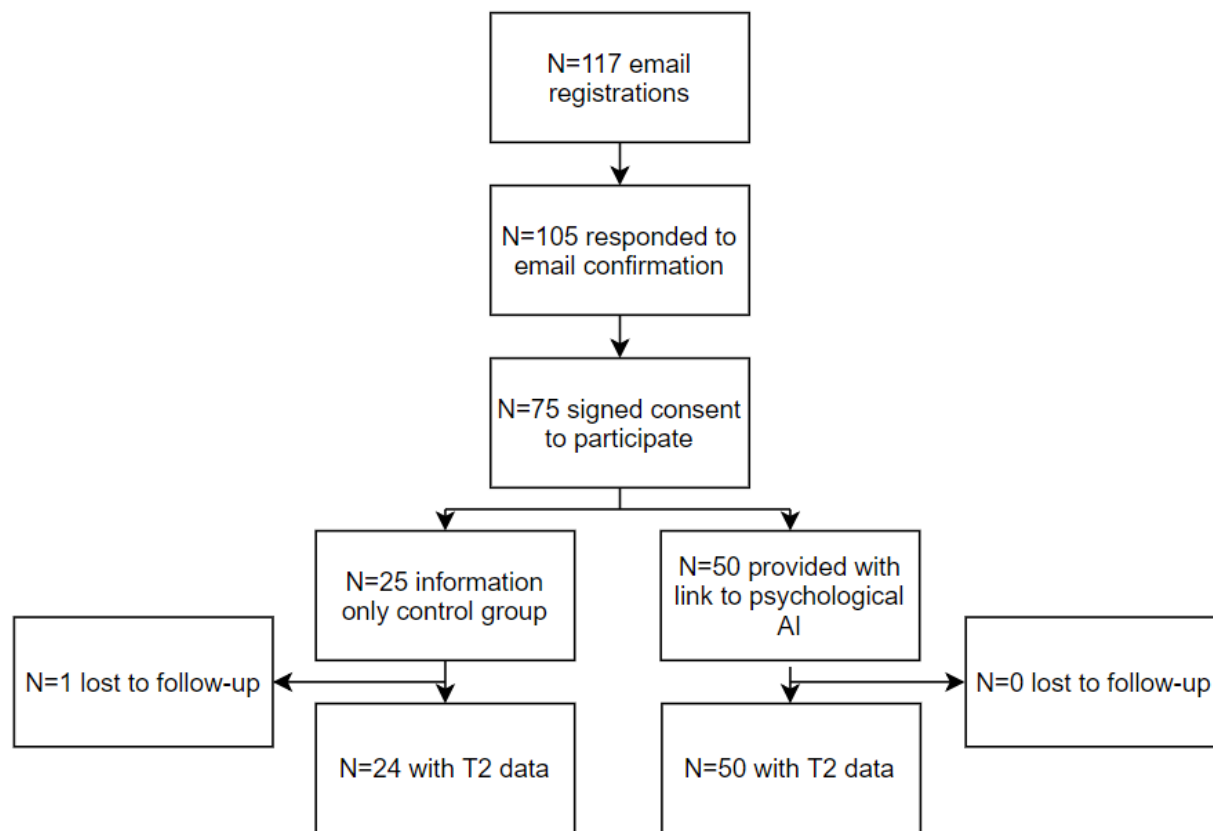 N=117 email
registrations
N=105 responded to
email confirmation
N=75 signed consent
to participate
N=25 information
only control group
N=50 provided with
link to psychological
AI
N=1 lost to follow-up
N=0 lost to follow-up
N=24 with T2 data
N=50 with T2 data